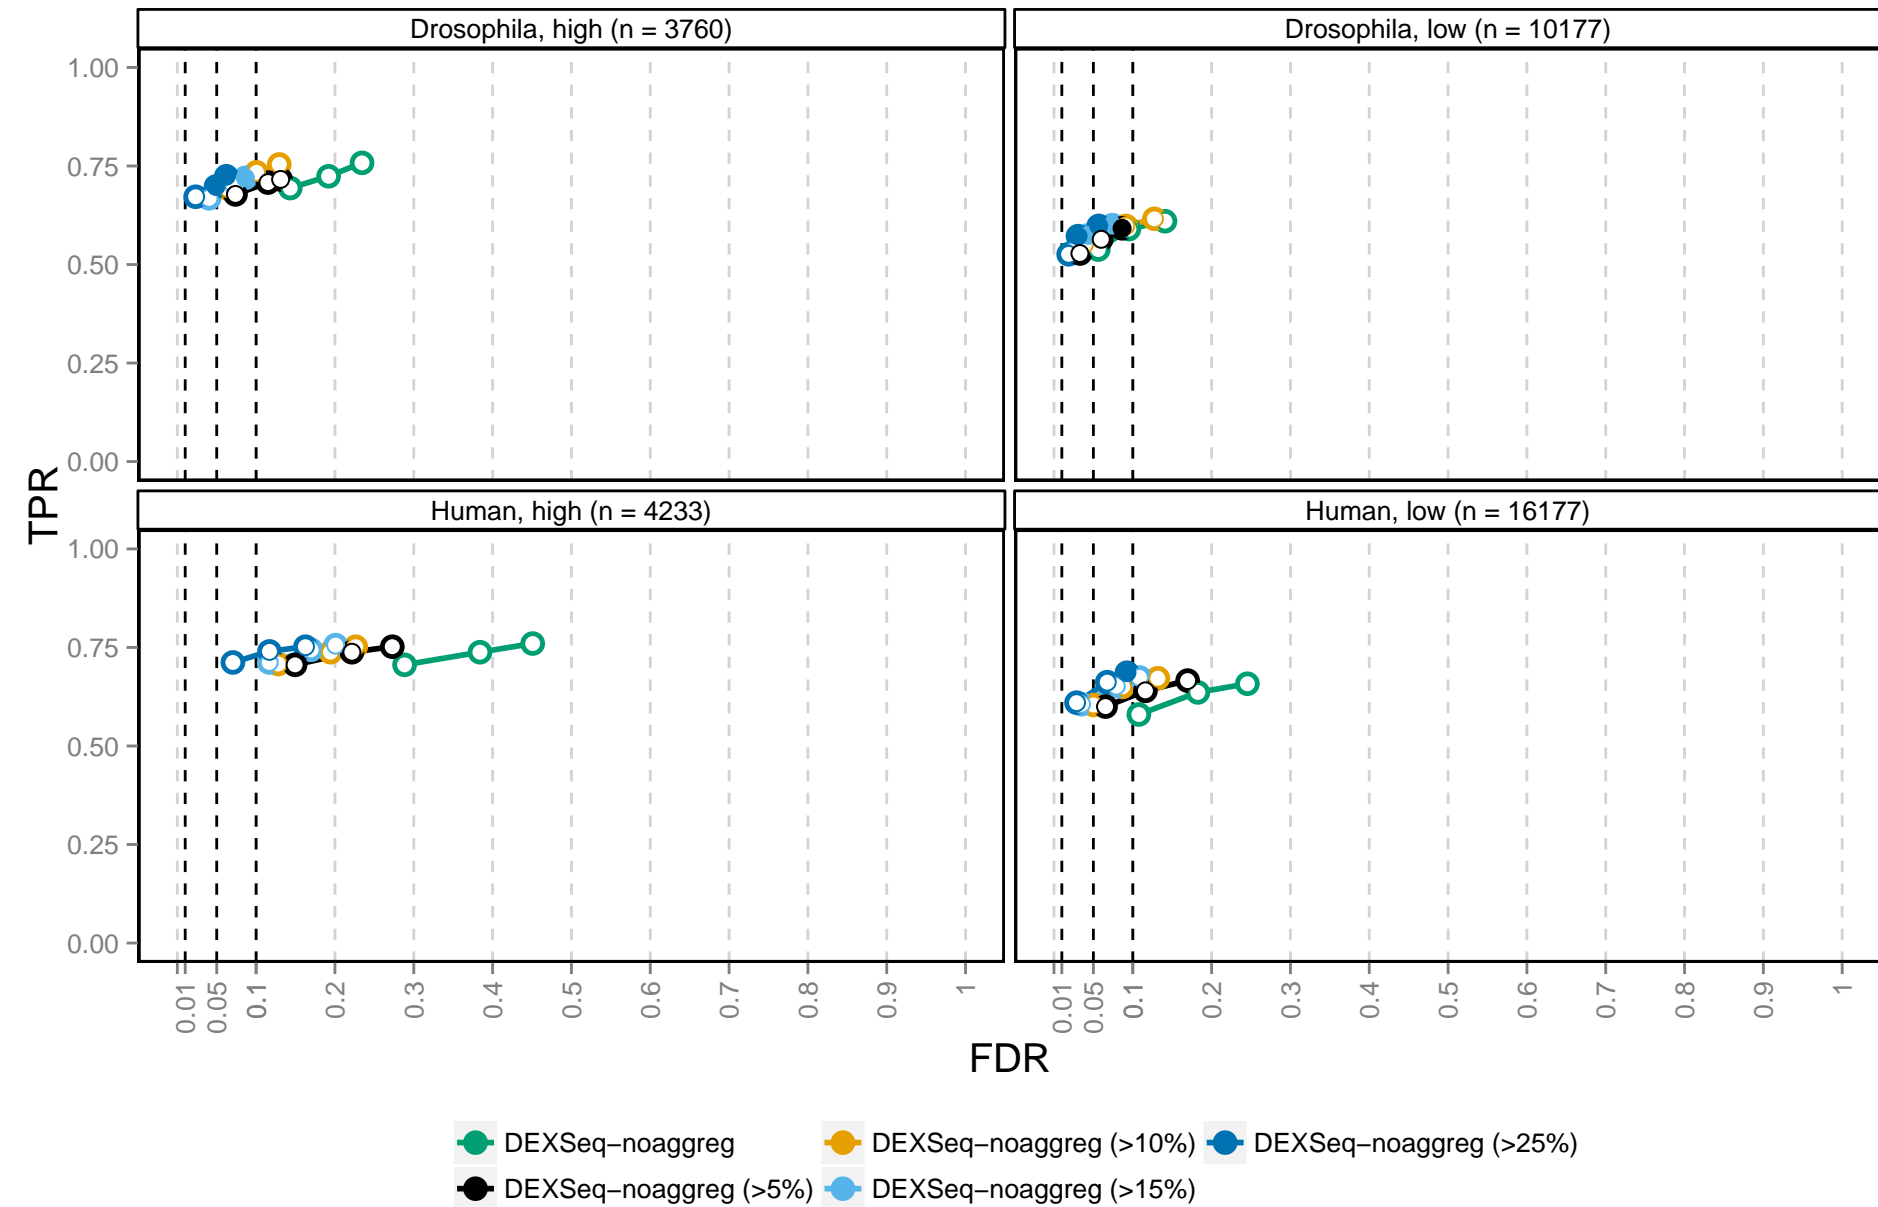 Drosophila, high (n = 3760)
Drosophila, low (n = 10177)
1.00
0.75
0.50
0.25
0.00
TPR
Human, high (n = 4233)
Human, low (n = 16177)
1.00
0.75
0.50
0.25
0.00
0.01 0.05 0.1 0.2 0.3 0.4 0.5 0.6 0.7 0.8 0.9 1
0.01 0.05 0.1 0.2 0.3 0.4 0.5 0.6 0.7 0.8 0.9 1
FDR
DEXSeq−noaggreg DEXSeq−noaggreg (>10%) DEXSeq−noaggreg (>25%)
DEXSeq−noaggreg (>5%) DEXSeq−noaggreg (>15%)